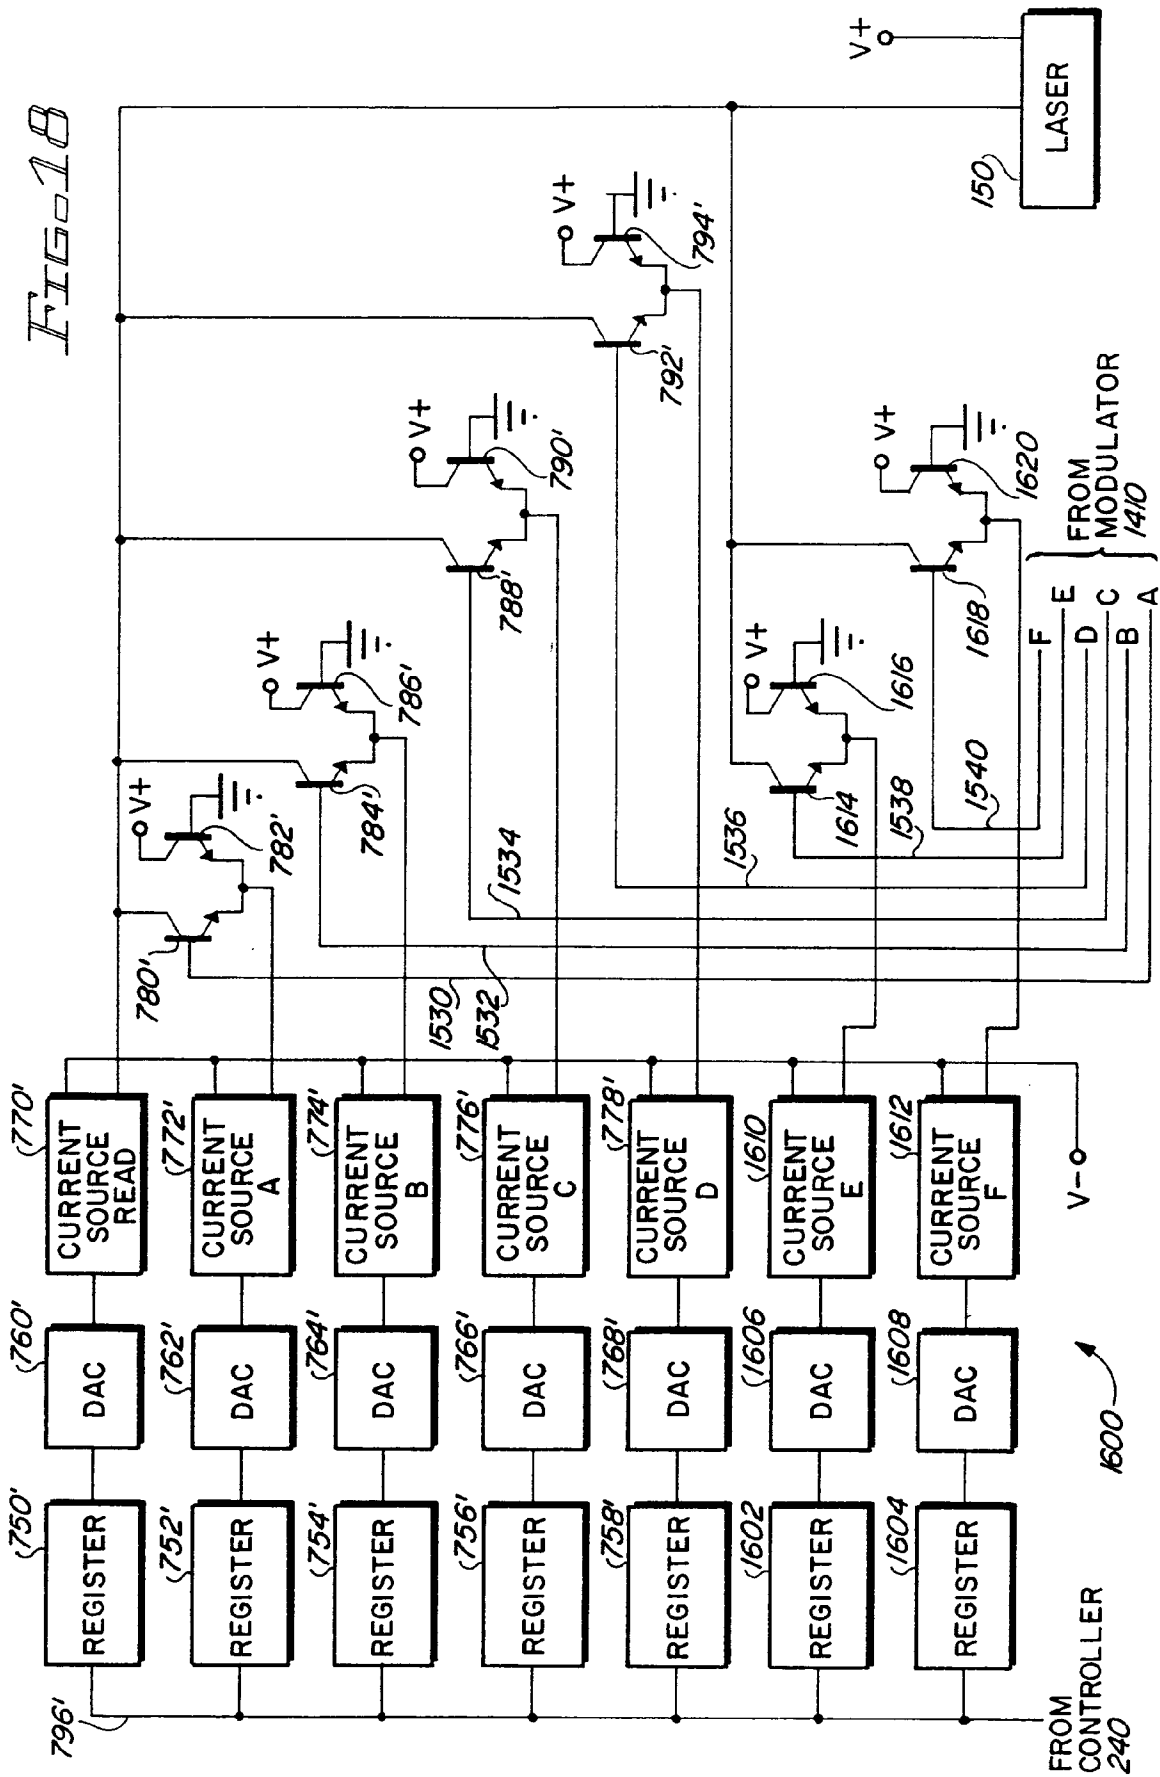 FIG-18
796'
750'
REGISTER
760'
DAC
770'
CURRENT
SOURCE
READ
752'
REGISTER
762'
DAC
772'
CURRENT
SOURCE
A
754'
REGISTER
764'
DAC
774'
CURRENT
SOURCE
B
756'
REGISTER
766'
DAC
776'
CURRENT
SOURCE
C
758'
REGISTER
768'
DAC
778'
CURRENT
SOURCE
D
1602
REGISTER
1606
DAC
1610
CURRENT
SOURCE
E
1604
REGISTER
1608
DAC
1612
CURRENT
SOURCE
F
FROM
CONTROLLER
240
1600
V-
780'
V+
782'
784'
V+
786'
788'
V+
790'
792'
V+
794'
1614
V+
1616
1618
V+
1620
1530
1532
1534
1536
1538
1540
F
E
D
C
B
A
FROM
MODULATOR
1410
V+
150
LASER